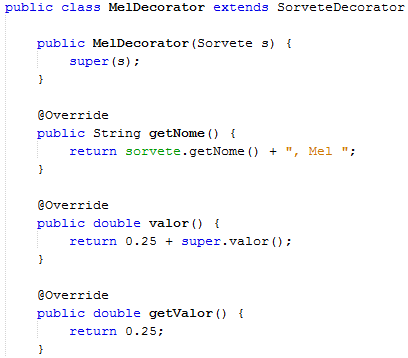 public class MelDecorator extends SorveteDecorator
public MelDecorator(Sorvete s) {
super(s);
}
@Override
public String getNome() {
return sorvete.getNome() + ", Mel ";
}
@Override
public double valor() {
return 0.25 + super.valor();
}
@Override
public double getValor() {
return 0.25;
}